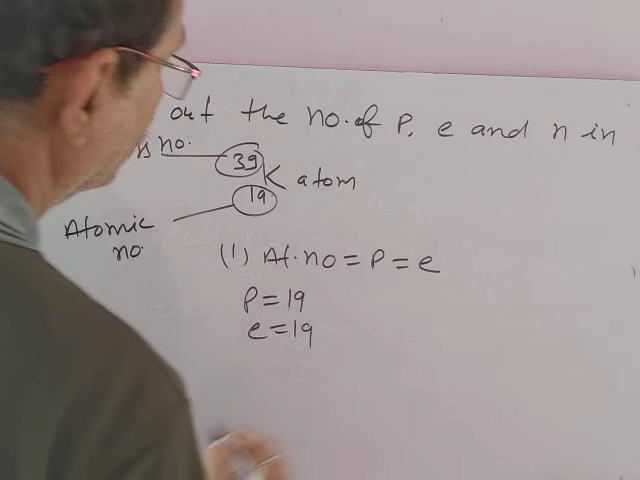 out the no. of P, e and n in
s no. 39
K atom
19
Atomic
no.
(1) At. no = P = e
P = 19
e = 19